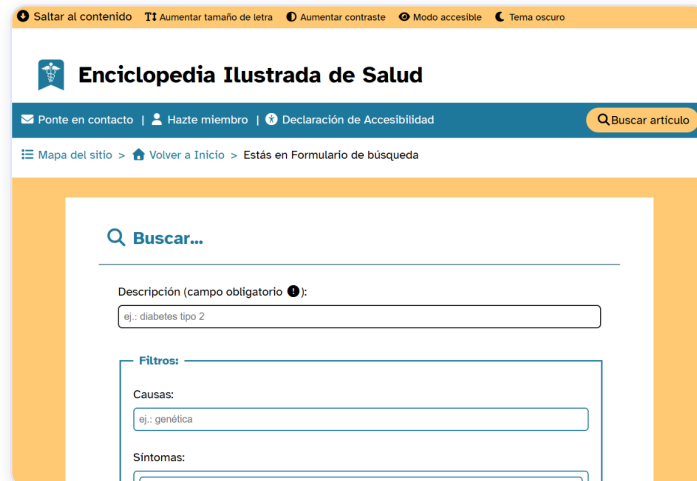 Saltar al contenido Aumentar tamaño de letra Aumentar contraste Modo accesible Tema oscuro
Enciclopedia Ilustrada de Salud
Ponte en contacto | Hazte miembro | Declaración de Accesibilidad Buscar artículo
Mapa del sitio > Volver a Inicio > Estás en Formulario de búsqueda
Buscar...
Descripción (campo obligatorio ):
ej.: diabetes tipo 2
Filtros:
Causas:
ej.: genética
Síntomas: